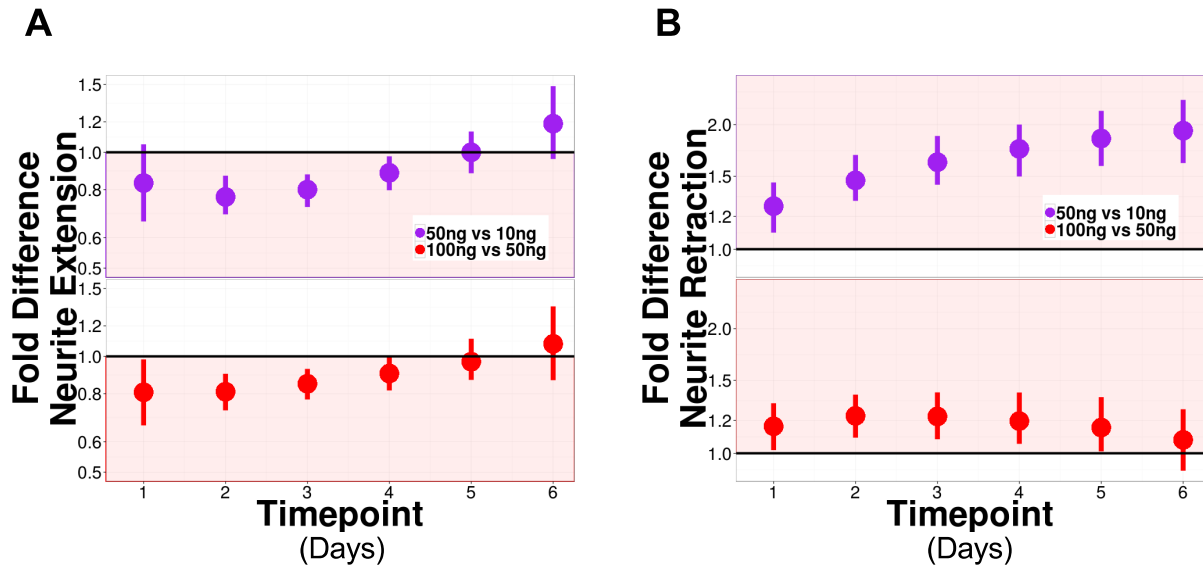 A
B
Fold Difference
Neurite Extension
1.5
1.2
1.0
0.8
0.6
0.5
50ng vs 10ng
100ng vs 50ng
1.5
1.2
1.0
0.8
0.6
0.5
1
2
3
4
5
6
Timepoint
(Days)
Fold Difference
Neurite Retraction
2.0
1.5
1.2
1.0
50ng vs 10ng
100ng vs 50ng
2.0
1.5
1.2
1.0
1
2
3
4
5
6
Timepoint
(Days)